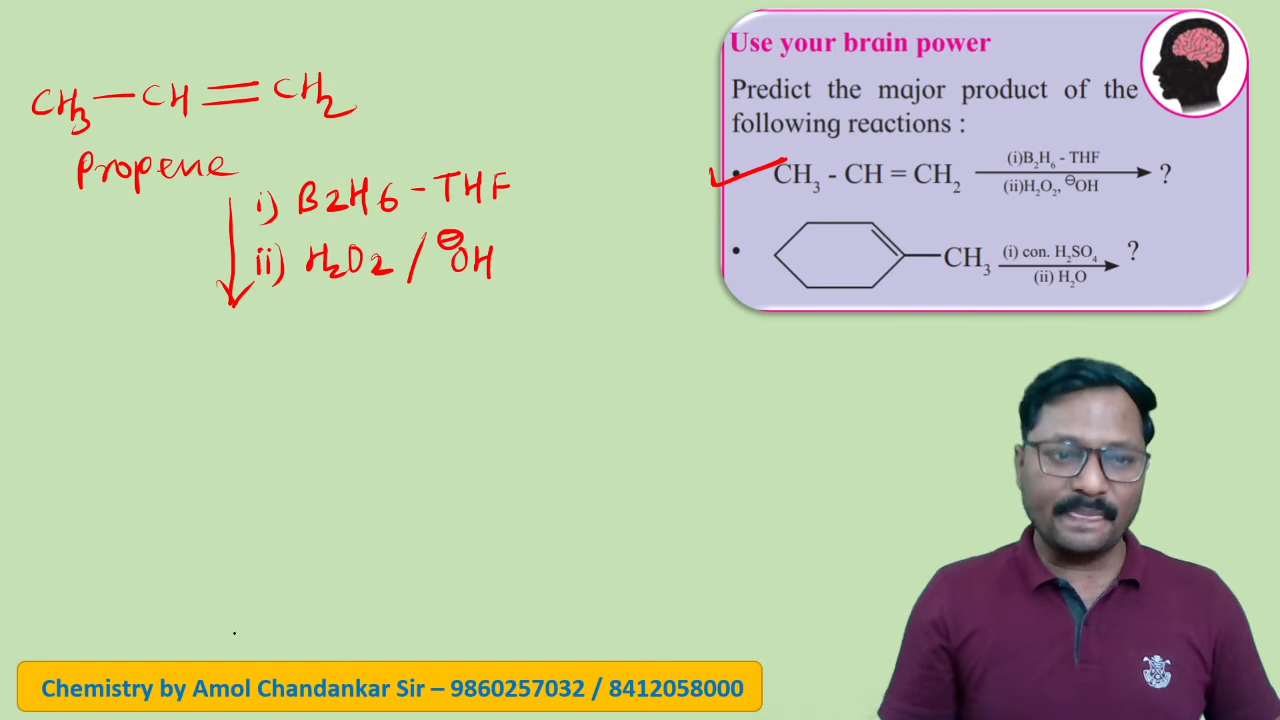 CH3 — CH = CH2
Propene
i) B2H6 - THF
ii) H2O2 / ⊖OH
Use your brain power
Predict the major product of the
following reactions :
• CH3 - CH = CH2 (i)B2H6 - THF (ii)H2O2, ⊖OH ?
• CH3 (i) con. H2SO4 (ii) H2O ?
Chemistry by Amol Chandankar Sir – 9860257032 / 8412058000